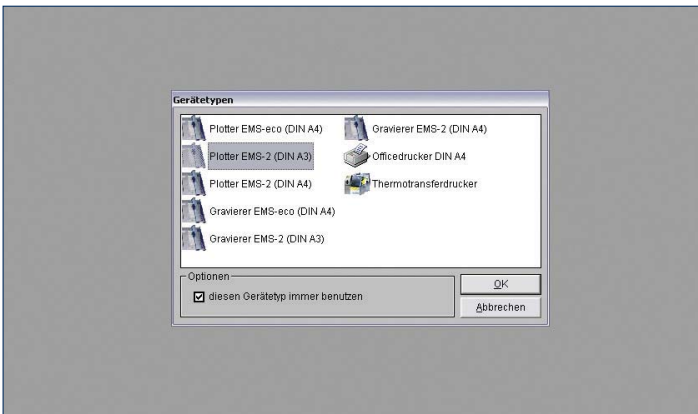 Gerätetypen
Plotter EMS-eco (DIN A4)
Plotter EMS-2 (DIN A3)
Plotter EMS-2 (DIN A4)
Gravierer EMS-eco (DIN A4)
Gravierer EMS-2 (DIN A3)
Gravierer EMS-2 (DIN A4)
Officedrucker DIN A4
Thermotransferdrucker
Optionen
diesen Gerätetyp immer benutzen
OK
Abbrechen